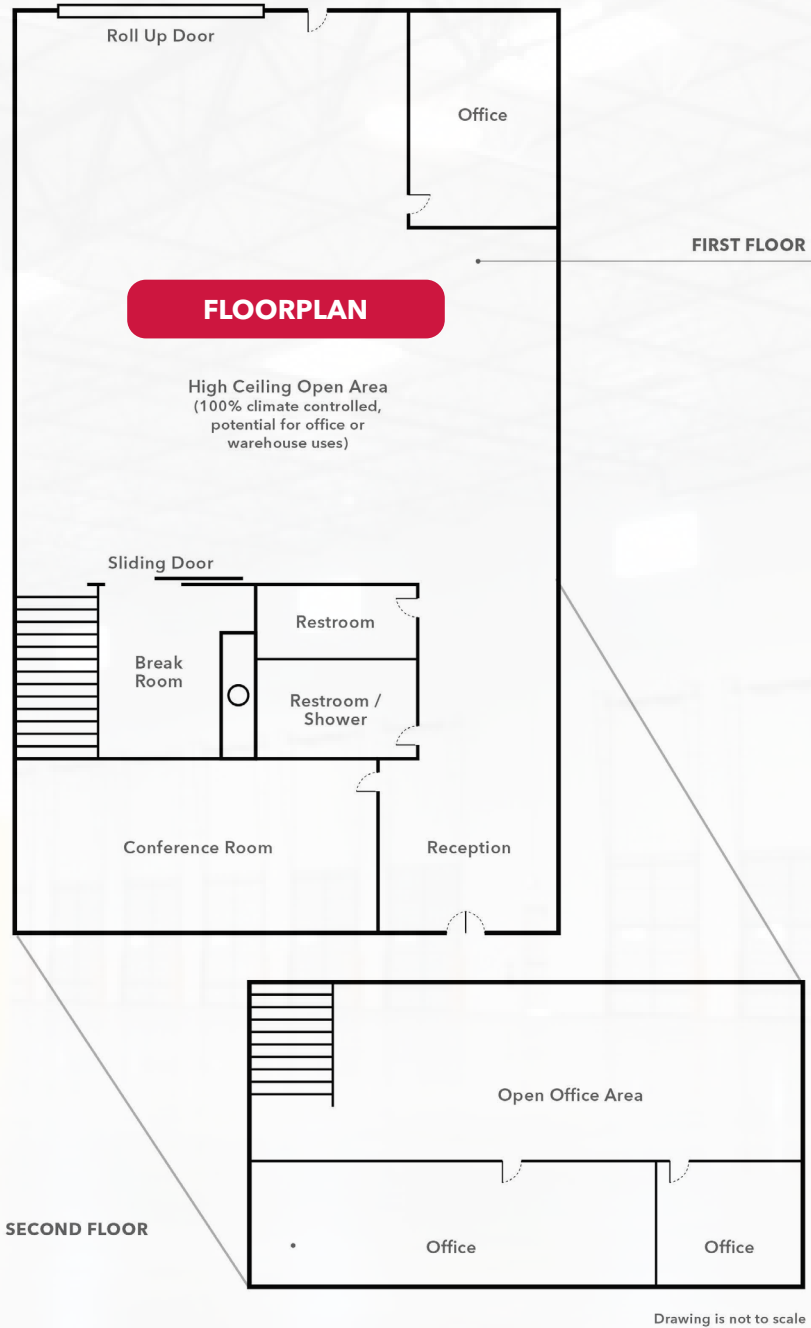 Roll Up Door
Office
FIRST FLOOR
FLOORPLAN
High Ceiling Open Area
(100% climate controlled,
potential for office or
warehouse uses)
Sliding Door
Restroom
Break
Room
Restroom /
Shower
Conference Room
Reception
Open Office Area
SECOND FLOOR
Office
Office
Drawing is not to scale